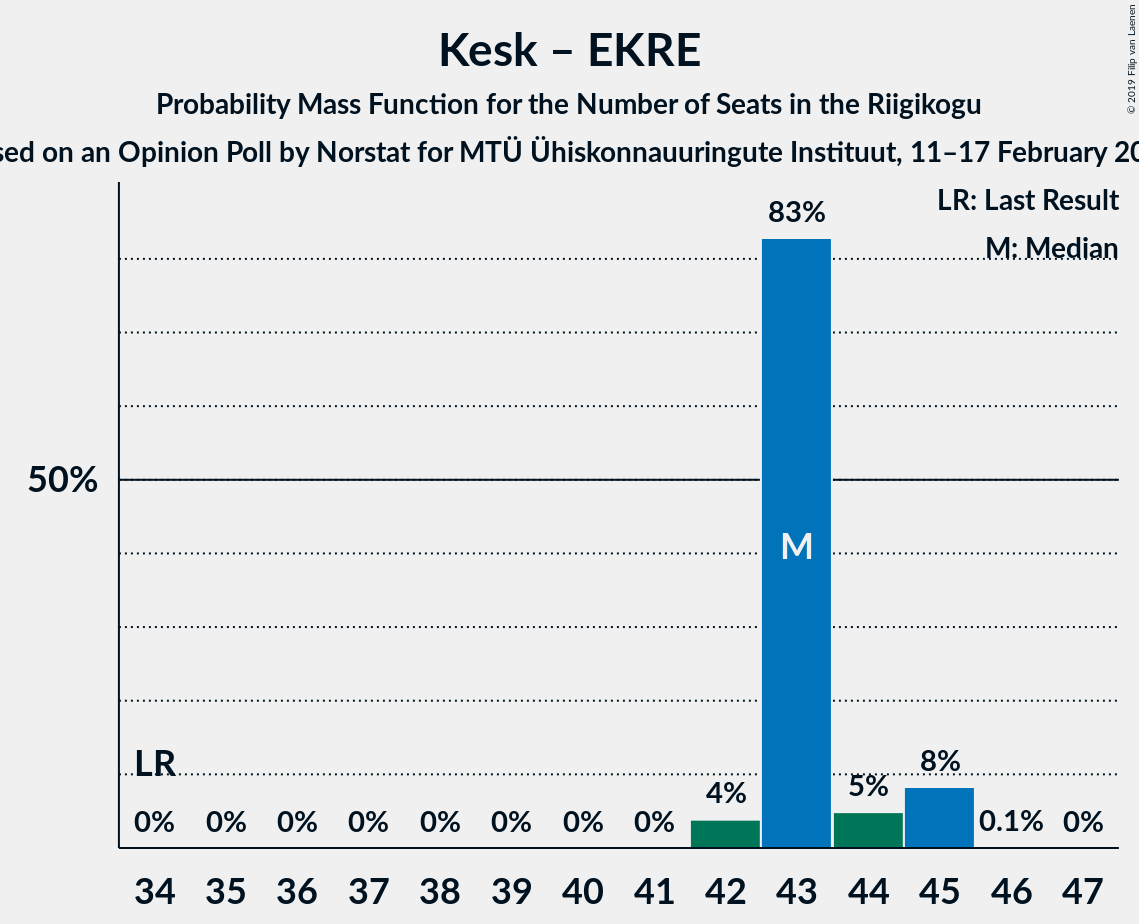 Kesk – EKRE
Probability Mass Function for the Number of Seats in the Riigikogu
on an Opinion Poll by Norstat for MTÜ Ühiskonnauuringute Instituut, 11–17 February
© 2019 Filip van Laenen
LR: Last Result
M: Median
83%
50%
M
LR
0% 0% 0% 0% 0% 0% 0% 0% 4% 5% 8% 0.1% 0%
34 35 36 37 38 39 40 41 42 43 44 45 46 47